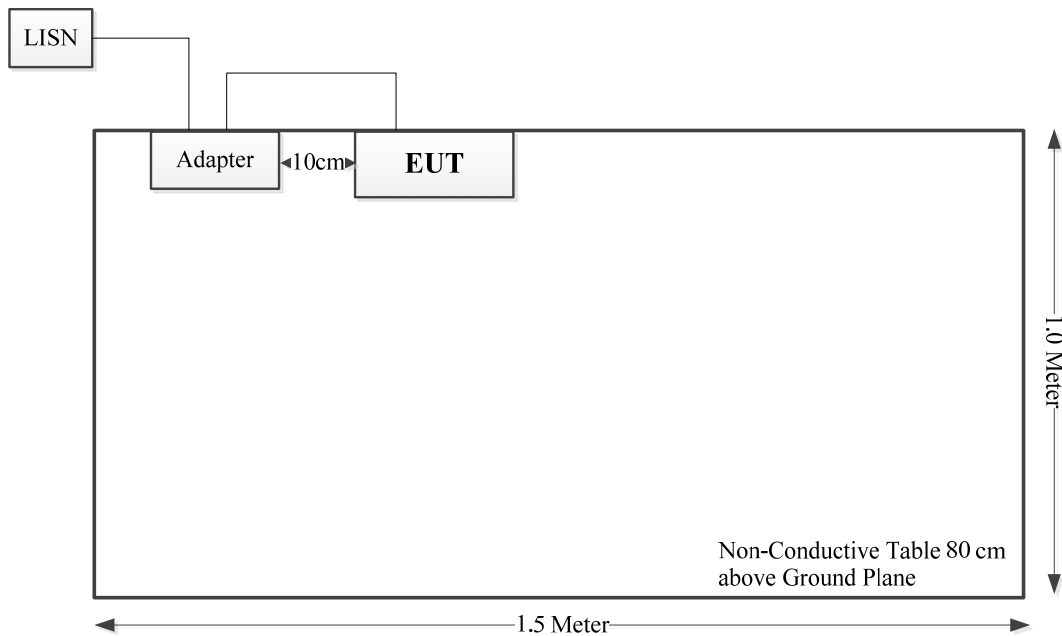 LISN
Adapter
10cm
EUT
1.0 Meter
Non-Conductive Table 80 cm
above Ground Plane
1.5 Meter